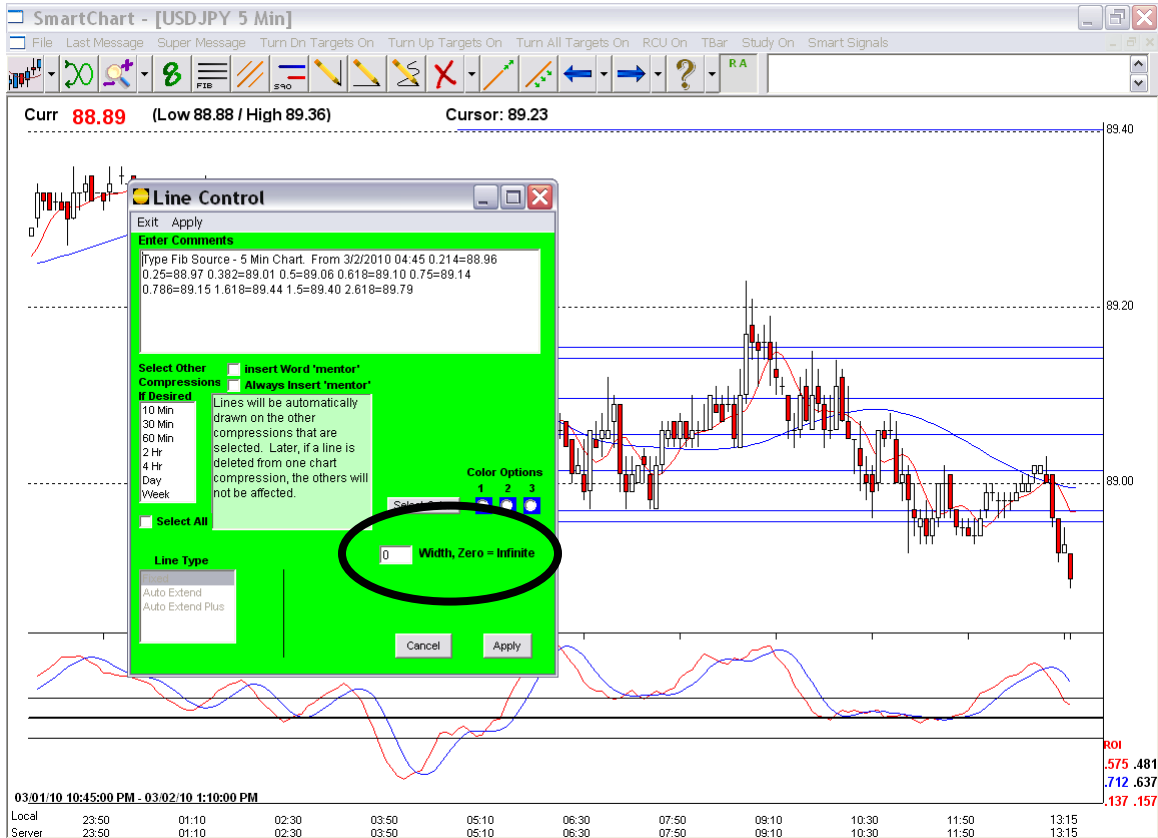 SmartChart - [USDJPY 5 Min]
File Last Message Super Message Turn Dn Targets On Turn Up Targets On Turn All Targets On RCU On TBar Study On Smart Signals
FIB
S90
RA
Curr 88.89 (Low 88.88 / High 89.36) Cursor: 89.23
89.40
Line Control
Exit Apply
Enter Comments
Type Fib Source - 5 Min Chart. From 3/2/2010 04:45 0.214=88.96
0.25=88.97 0.382=89.01 0.5=89.06 0.618=89.10 0.75=89.14
0.786=89.15 1.618=89.44 1.5=89.40 2.618=89.79
89.20
Select Other
Compressions
If Desired
insert Word 'mentor'
Always Insert 'mentor'
10 Min
30 Min
60 Min
2 Hr
4 Hr
Day
Week
Lines will be automatically
drawn on the other
compressions that are
selected. Later, if a line is
deleted from one chart
compression, the others will
not be affected.
Color Options
1 2 3
89.00
Select All
0 Width, Zero = Infinite
Line Type
Fixed
Auto Extend
Auto Extend Plus
Cancel Apply
ROI
.575 .481
.712 .637
.137 .157
03/01/10 10:45:00 PM - 03/02/10 1:10:00 PM
Local 23:50 01:10 02:30 03:50 05:10 06:30 07:50 09:10 10:30 11:50 13:15
Server 23:50 01:10 02:30 03:50 05:10 06:30 07:50 09:10 10:30 11:50 13:15